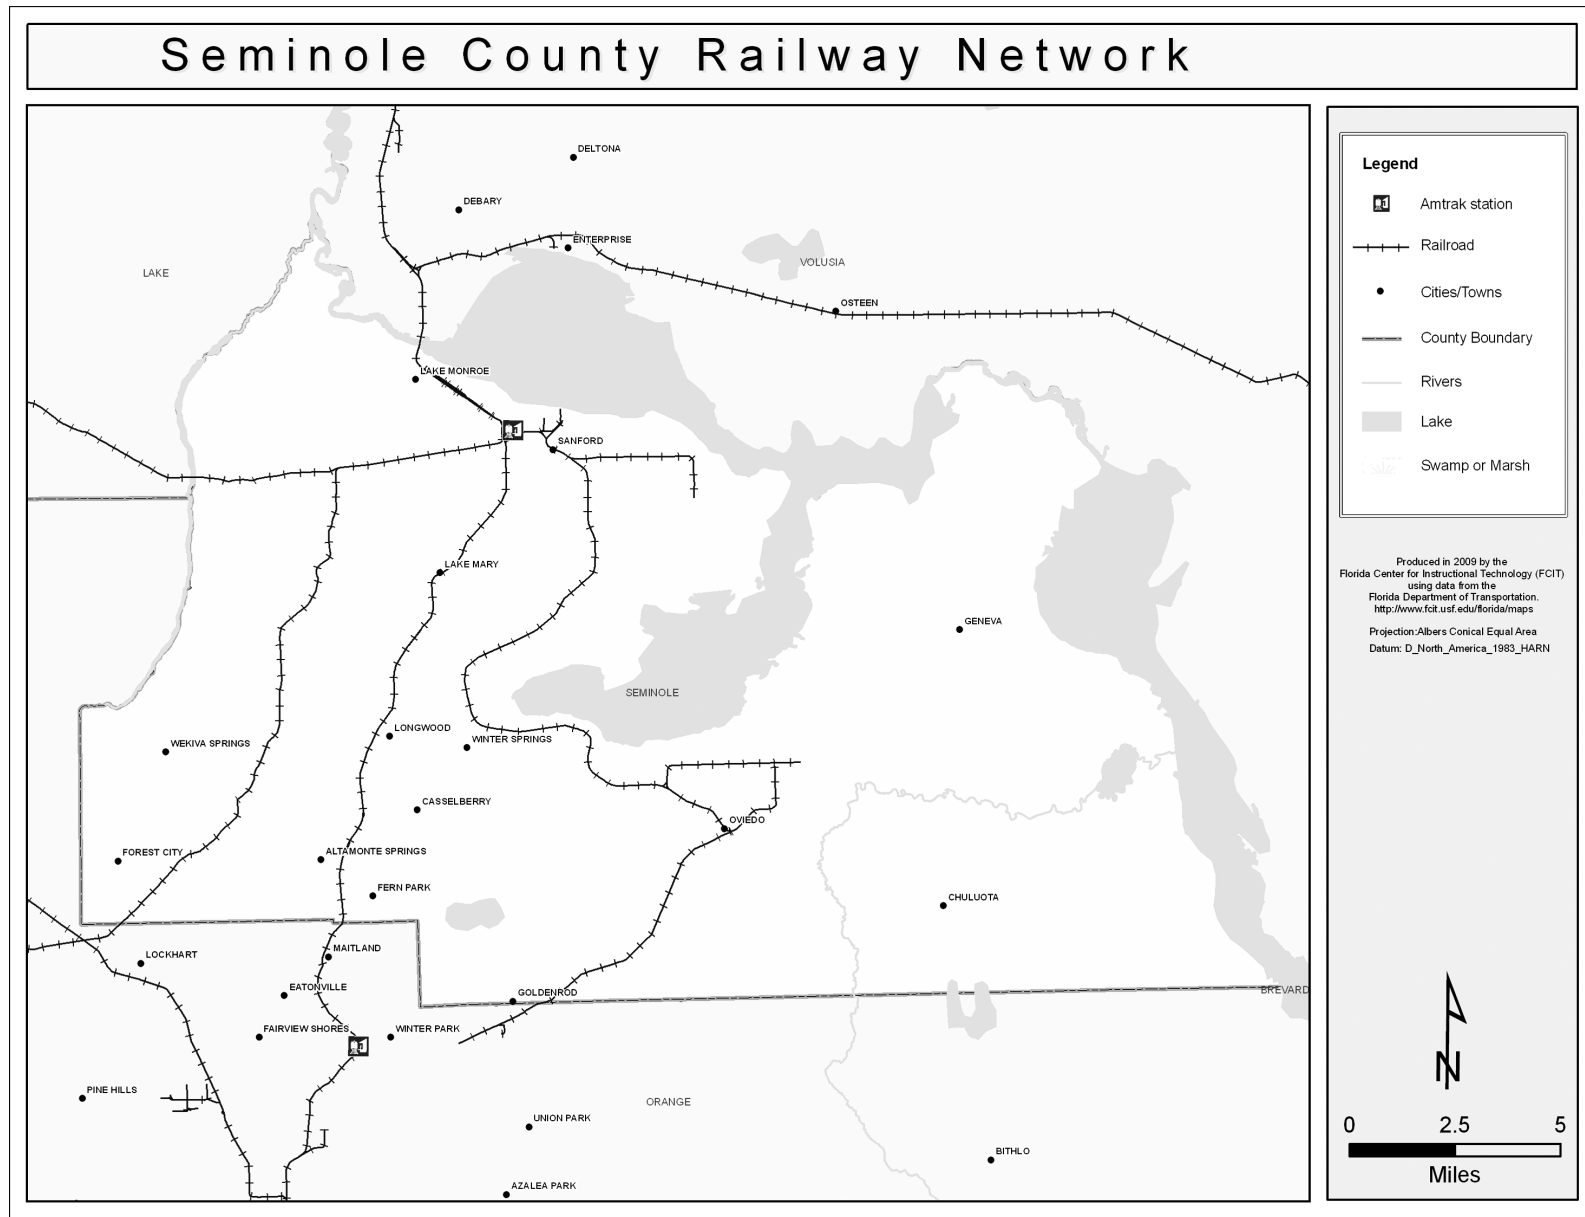 Seminole County Railway Network
DELTONA
DEBARY
ENTERPRISE
VOLUSIA
LAKE
OSTEEN
LAKE MONROE
SANFORD
LAKE MARY
GENEVA
SEMINOLE
LONGWOOD
WINTER SPRINGS
WEKIVA SPRINGS
CASSELBERRY
OVIEDO
FOREST CITY
ALTAMONTE SPRINGS
FERN PARK
CHULUOTA
MAITLAND
LOCKHART
EATONVILLE
GOLDENROD
BREVARD
FAIRVIEW SHORES
WINTER PARK
PINE HILLS
ORANGE
UNION PARK
BITHLO
AZALEA PARK
Legend
Amtrak station
Railroad
Cities/Towns
County Boundary
Rivers
Lake
Swamp or Marsh
Produced in 2009 by the
Florida Center for Instructional Technology (FCIT)
using data from the
Florida Department of Transportation.
http://www.fcit.usf.edu/florida/maps
Projection:Albers Conical Equal Area
Datum: D_North_America_1983_HARN
N
0 2.5 5
Miles